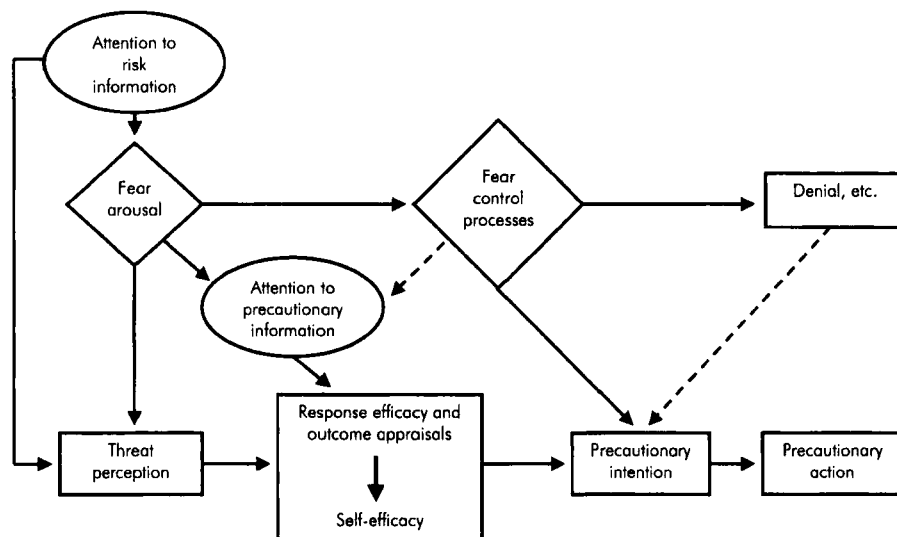 Attention to
risk
information
Fear
arousal
Fear
control
processes
Denial, etc.
Attention to
precautionary
information
Response efficacy and
outcome appraisals
Self-efficacy
Threat
perception
Precautionary
intention
Precautionary
action